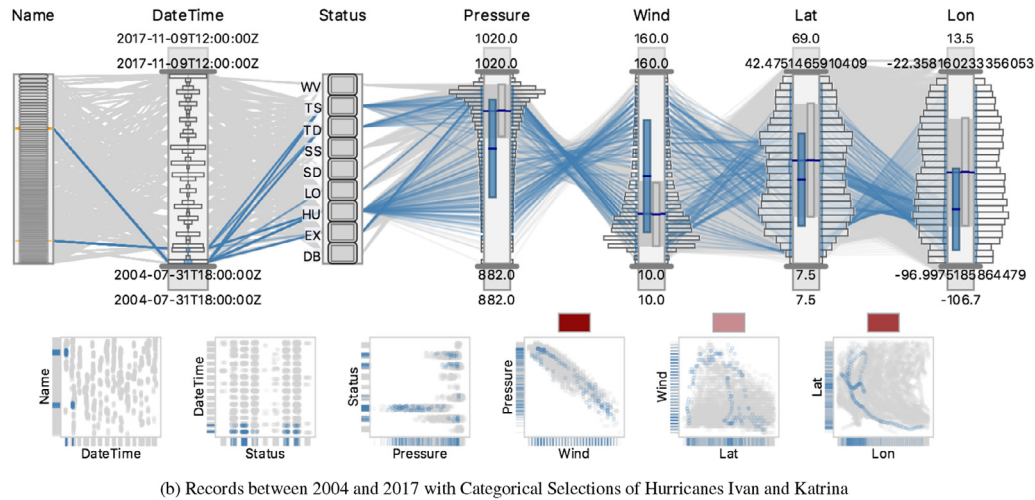 Name DateTime Status Pressure Wind Lat Lon
2017-11-09T12:00:00Z 1020.0 160.0 69.0 13.5
2017-11-09T12:00:00Z 1020.0 160.0 42.4751465910409 -22.358160233356053
WV
TS
TD
SS
SD
LO
HU
EX
DB
2004-07-31T18:00:00Z 882.0 10.0 7.5 -96.9975185864479
2004-07-31T18:00:00Z 882.0 10.0 7.5 -106.7
Name DateTime Status Pressure Wind Lat
DateTime Status Pressure Wind Lat Lon
(b) Records between 2004 and 2017 with Categorical Selections of Hurricanes Ivan and Katrina